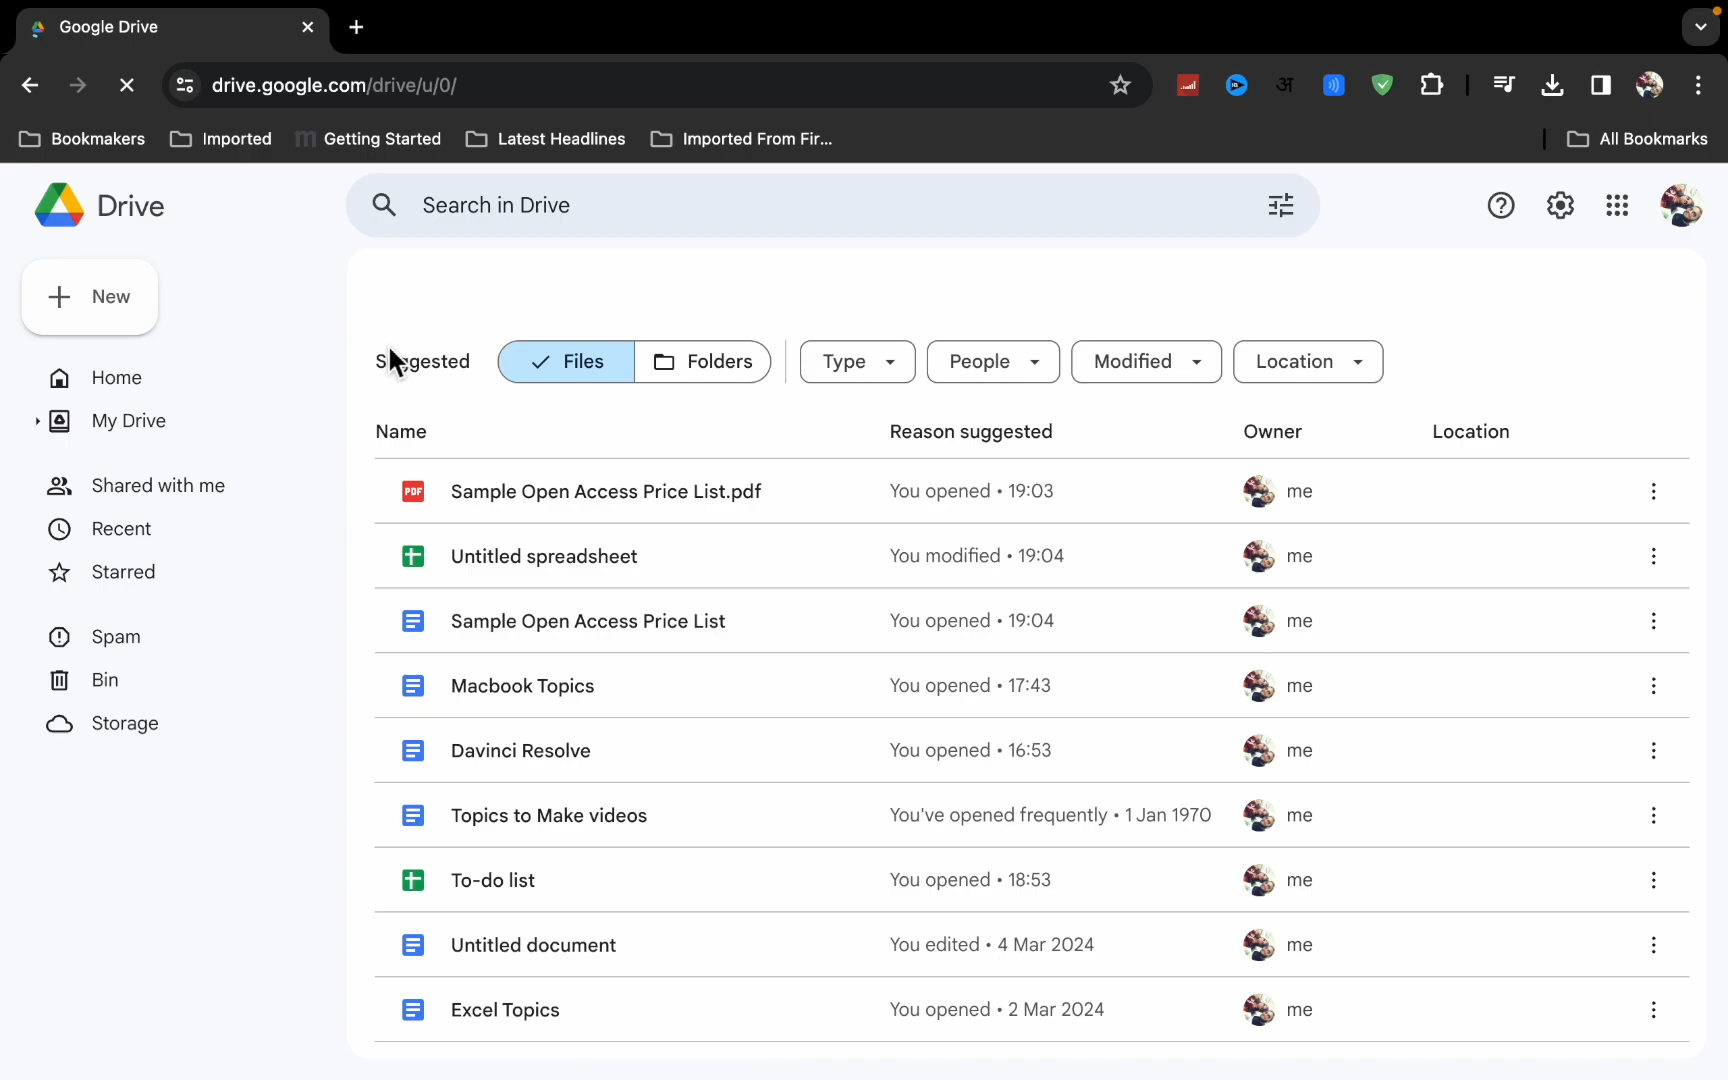 Google Drive
drive.google.com/drive/u/0/
Bookmakers Imported Getting Started Latest Headlines Imported From Fir... All Bookmarks
Drive
Search in Drive
New
Home
My Drive
Shared with me
Recent
Starred
Spam
Bin
Storage
Suggested Files Folders Type People Modified Location
Name Reason suggested Owner Location
PDF Sample Open Access Price List.pdf You opened • 19:03 me
Untitled spreadsheet You modified • 19:04 me
Sample Open Access Price List You opened • 19:04 me
Macbook Topics You opened • 17:43 me
Davinci Resolve You opened • 16:53 me
Topics to Make videos You've opened frequently • 1 Jan 1970 me
To-do list You opened • 18:53 me
Untitled document You edited • 4 Mar 2024 me
Excel Topics You opened • 2 Mar 2024 me